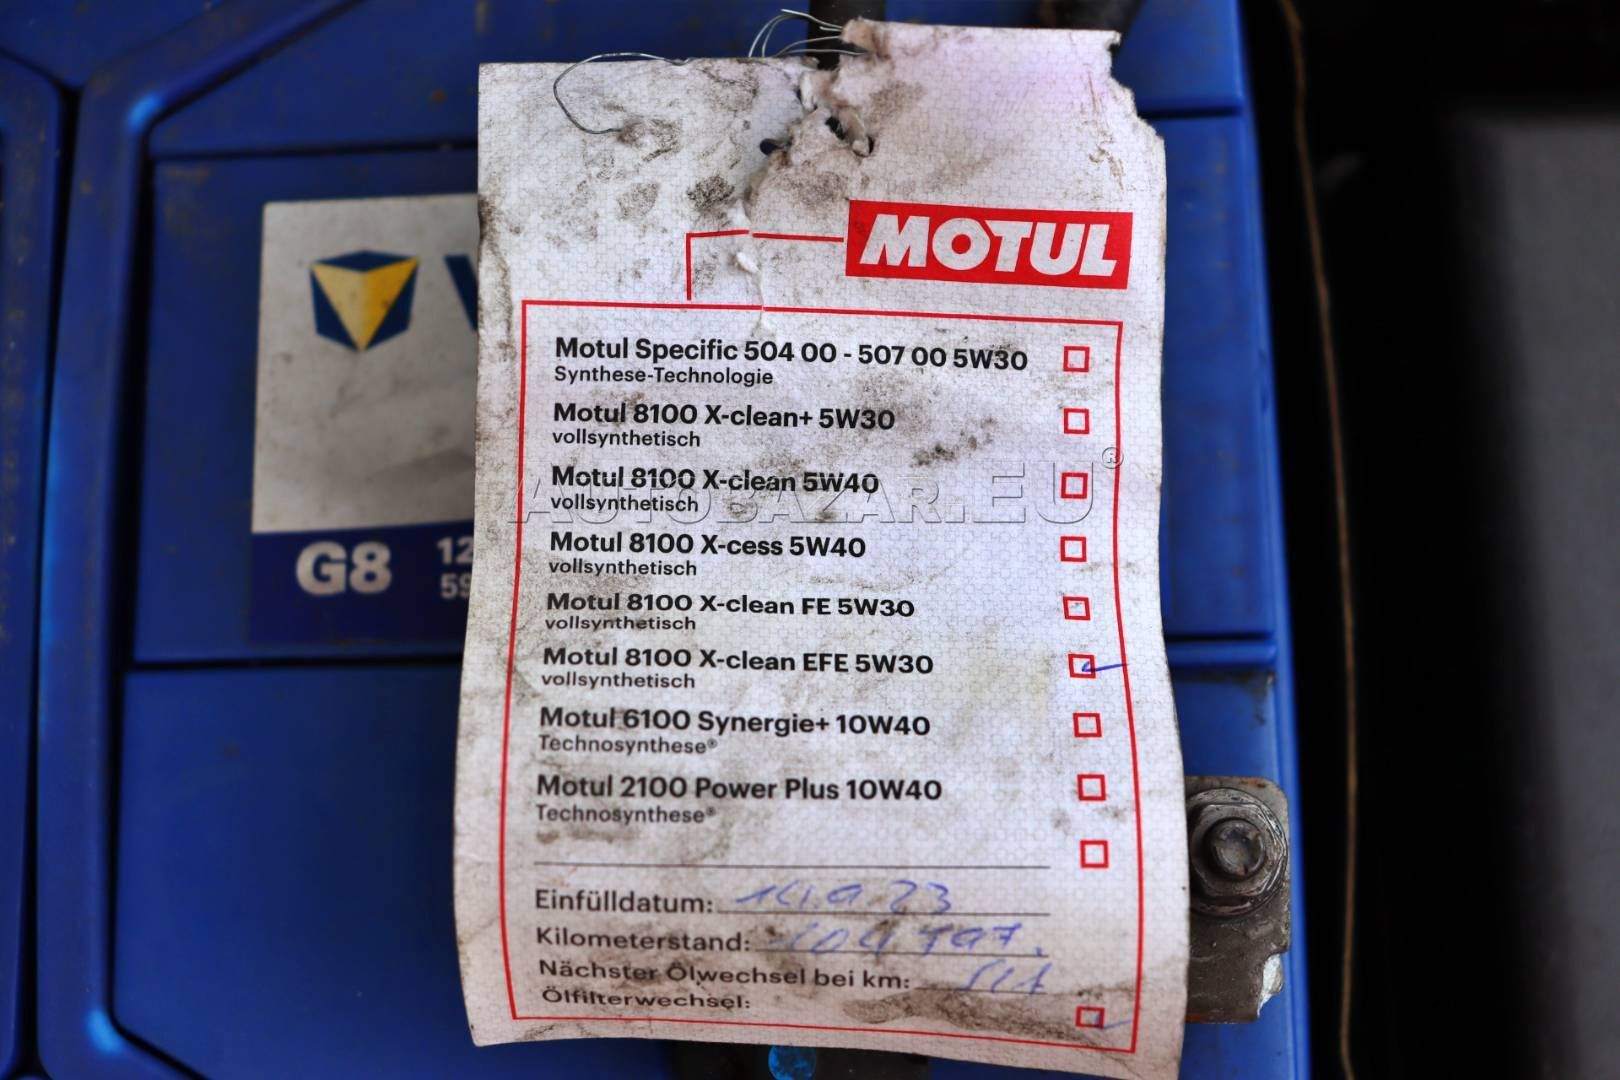 MOTUL
Motul Specific 504 00 - 507 00 5W30
Synthese-Technologie
Motul 8100 X-clean+ 5W30
vollsynthetisch
Motul 8100 X-clean 5W40
vollsynthetisch
AUTOBAZAR.EU®
Motul 8100 X-cess 5W40
vollsynthetisch
Motul 8100 X-clean FE 5W30
vollsynthetisch
Motul 8100 X-clean EFE 5W30
vollsynthetisch
Motul 6100 Synergie+ 10W40
Technosynthese®
Motul 2100 Power Plus 10W40
Technosynthese®
Einfülldatum: 14.9.23
Kilometerstand:
Nächster Ölwechsel bei km:
Ölfilterwechsel:
G8